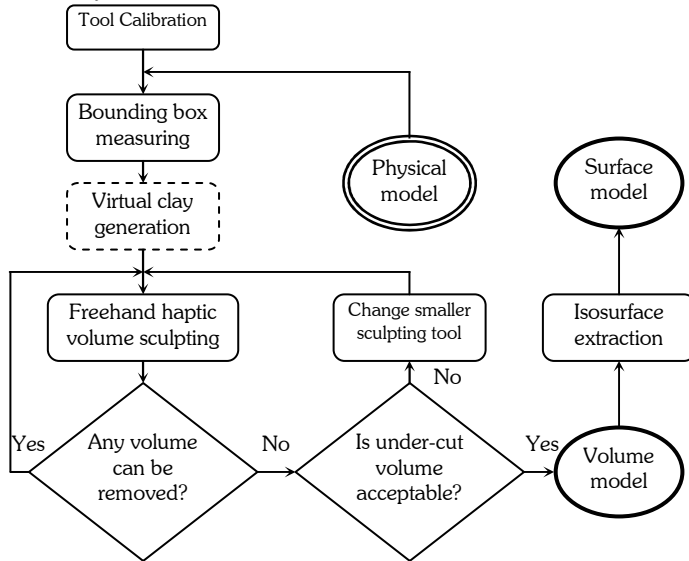 Tool Calibration
Bounding box
measuring
Physical
model
Surface
model
Virtual clay
generation
Freehand haptic
volume sculpting
Change smaller
sculpting tool
Isosurface
extraction
No
Yes
Any volume
can be
removed?
No
Is under-cut
volume
acceptable?
Yes
Volume
model